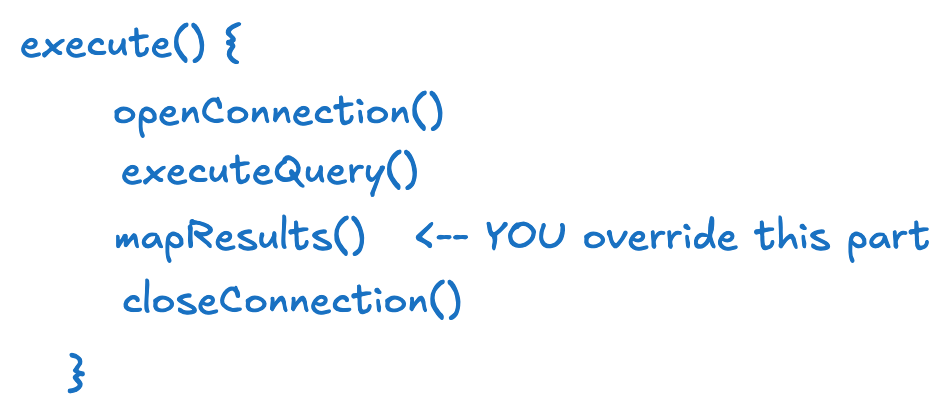 execute() {
openConnection()
executeQuery()
mapResults() <-- YOU override this part
closeConnection()
}